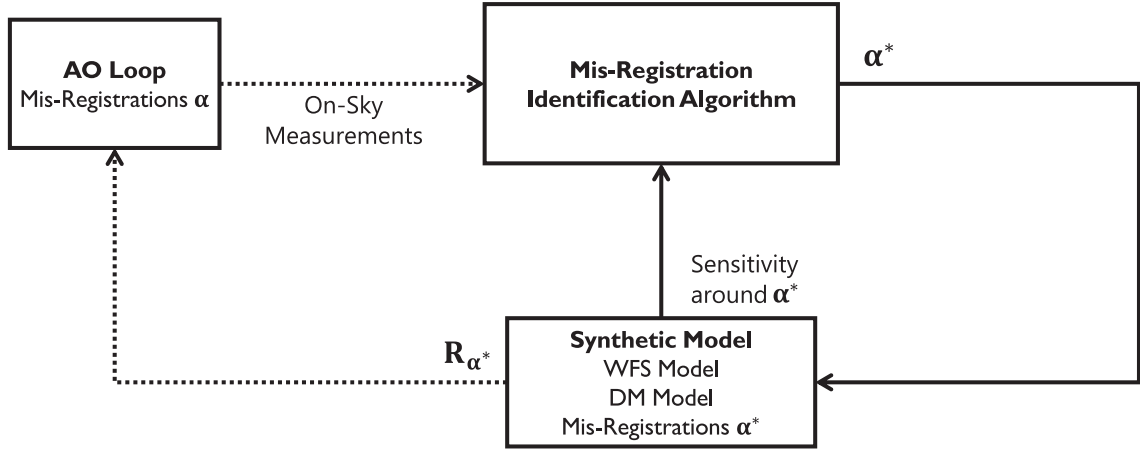 AO Loop
Mis-Registrations α
On-Sky
Measurements
Mis-Registration
Identification Algorithm
α*
Sensitivity
around α*
Synthetic Model
WFS Model
DM Model
Mis-Registrations α*
R_α*